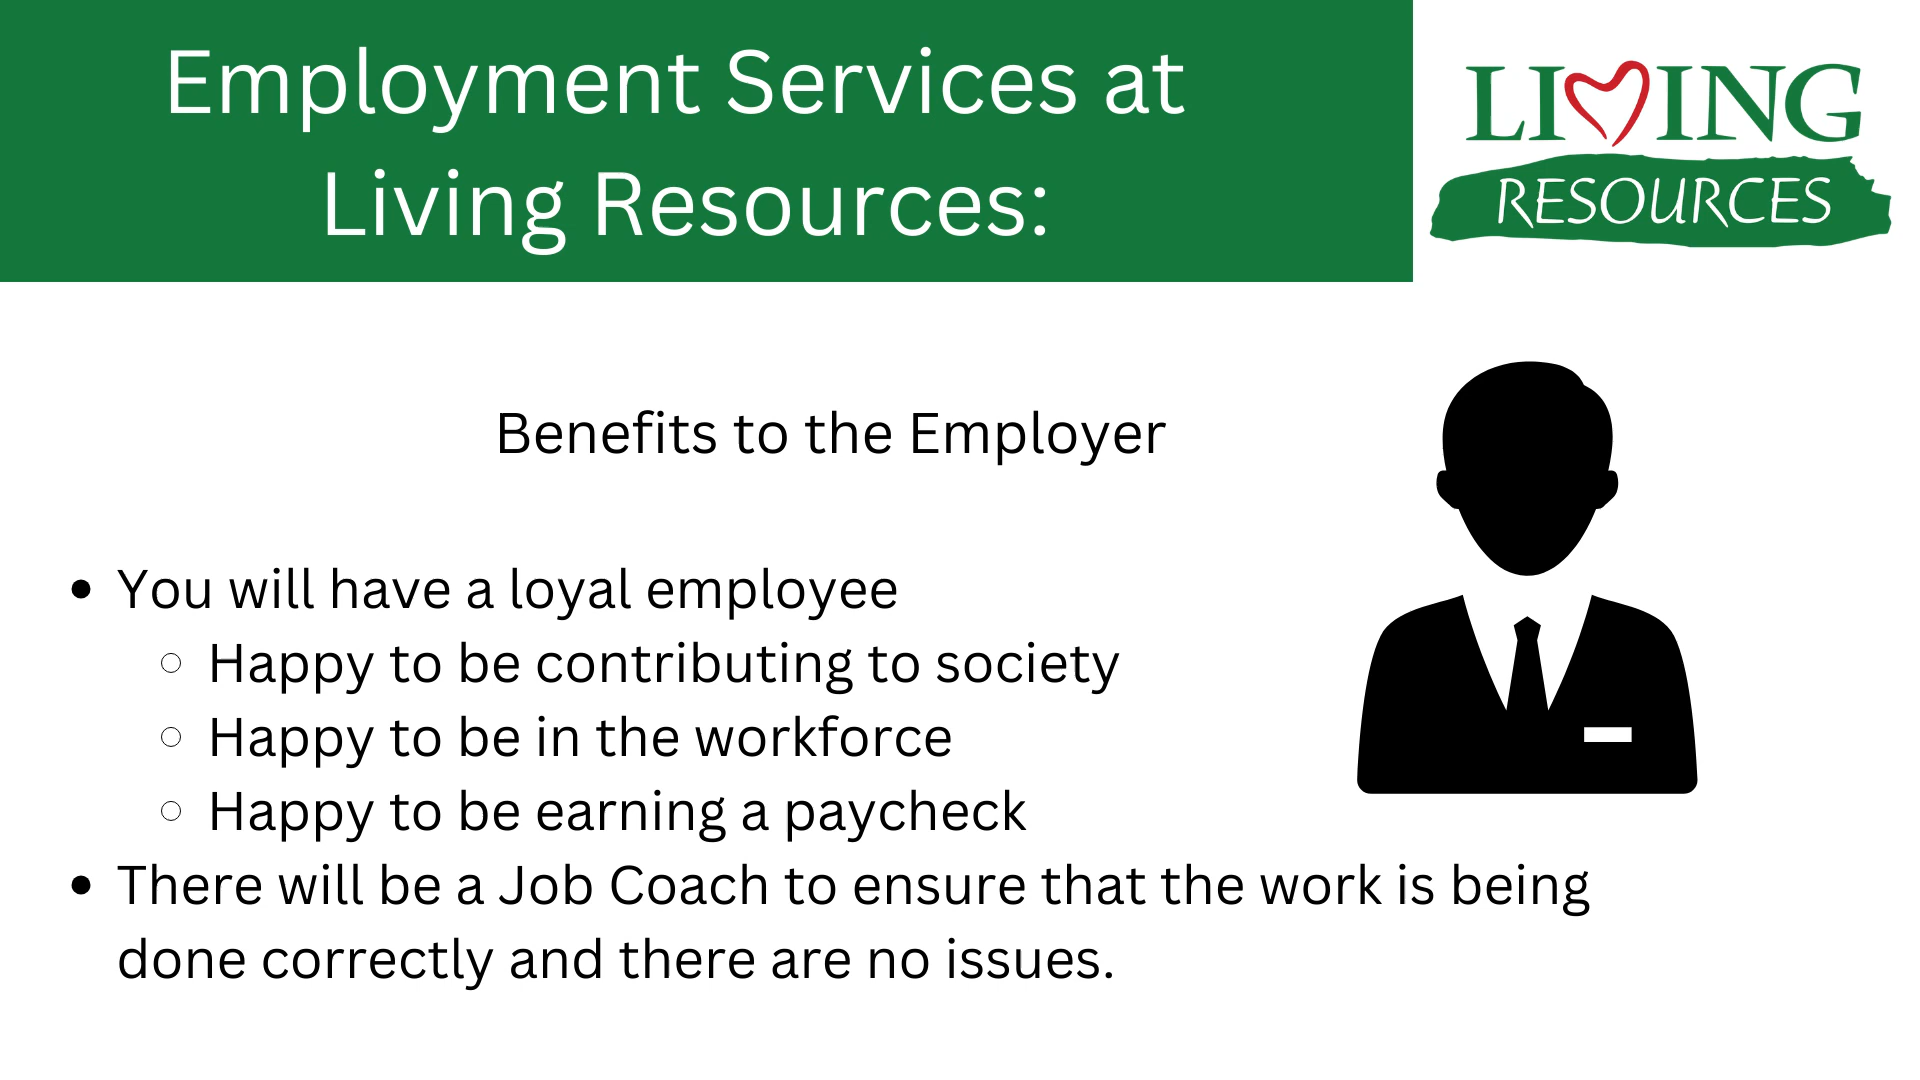 Employment Services at
Living Resources:
LIVING
RESOURCES
Benefits to the Employer
• You will have a loyal employee
○ Happy to be contributing to society
○ Happy to be in the workforce
○ Happy to be earning a paycheck
• There will be a Job Coach to ensure that the work is being
done correctly and there are no issues.